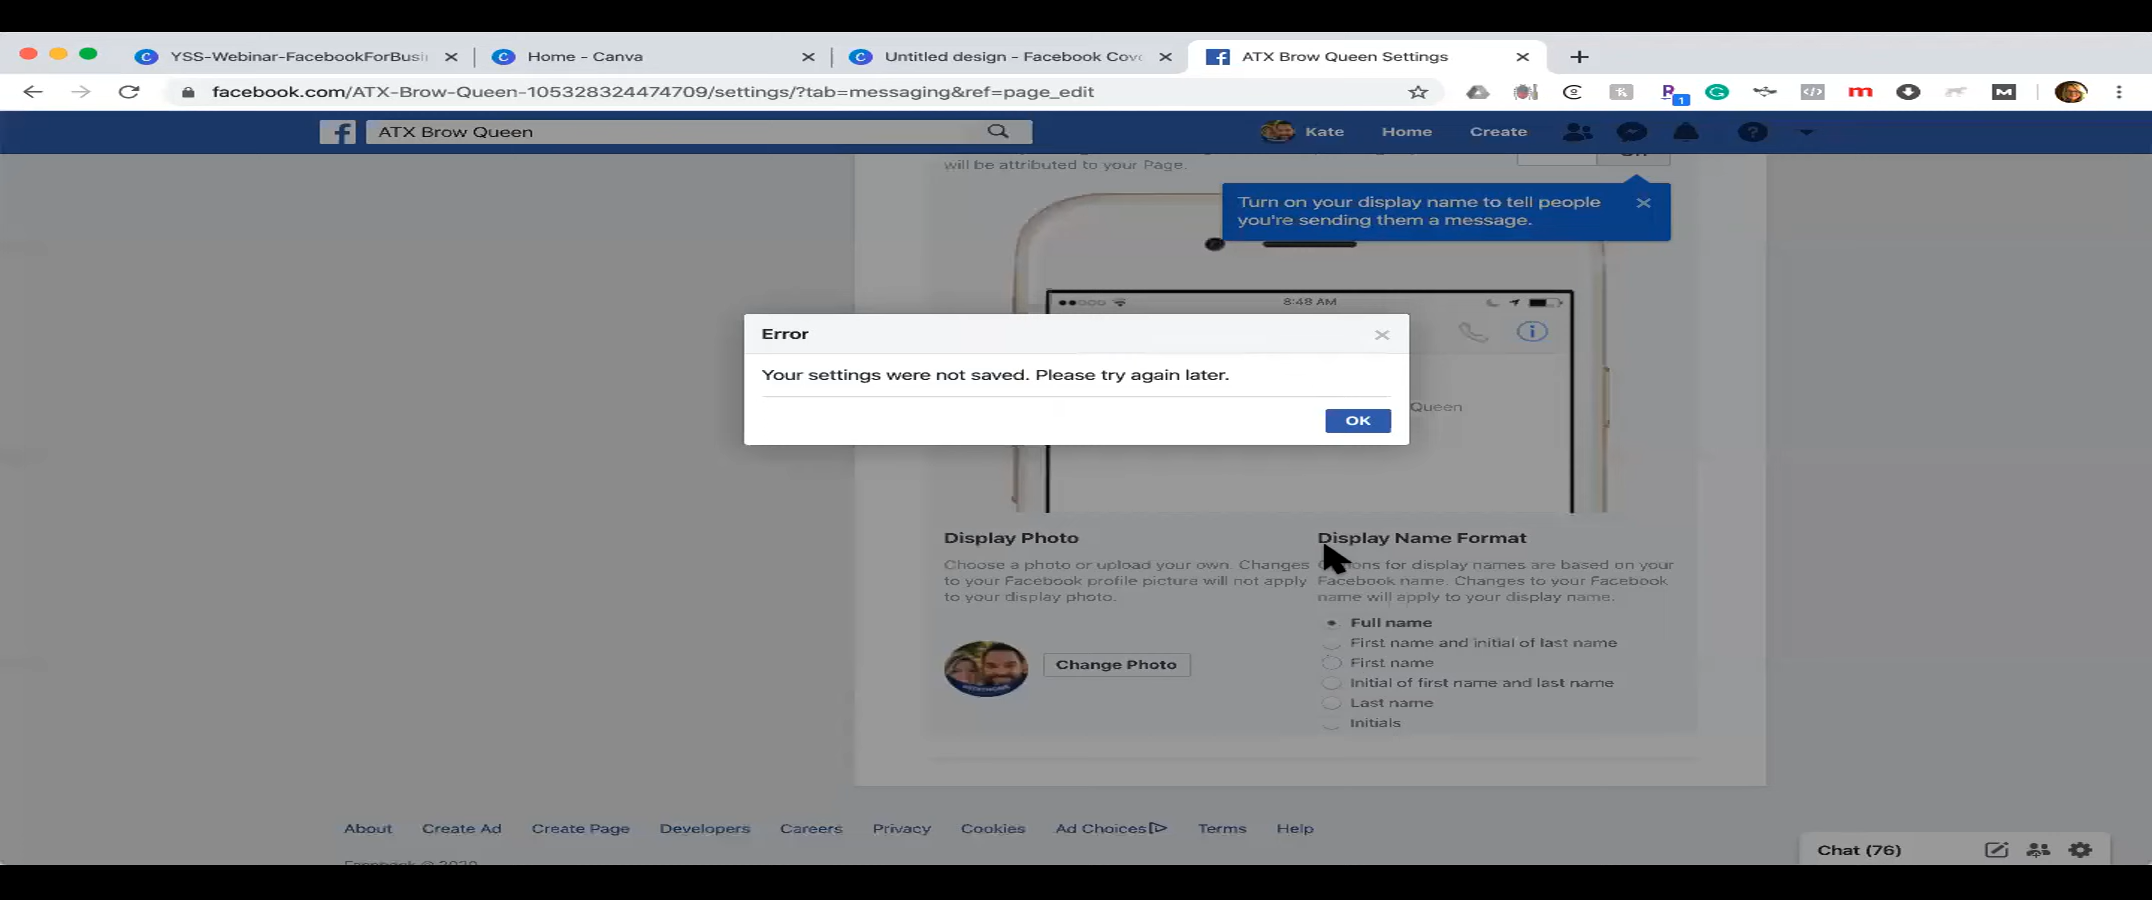 YSS-Webinar-FacebookForBusi
Home - Canva
Untitled design - Facebook Cov
ATX Brow Queen Settings
facebook.com/ATX-Brow-Queen-105328324474709/settings/?tab=messaging&ref=page_edit
ATX Brow Queen
Kate
Home
Create
will be attributed to your Page.
Turn on your display name to tell people
you're sending them a message.
8:48 AM
Error
Your settings were not saved. Please try again later.
Queen
OK
Display Photo
Choose a photo or upload your own. Changes
to your Facebook profile picture will not apply
to your display photo.
Change Photo
Display Name Format
for display names are based on your
Facebook name. Changes to your Facebook
name will apply to your display name.
Full name
First name and initial of last name
First name
Initial of first name and last name
Last name
Initials
About
Create Ad
Create Page
Developers
Careers
Privacy
Cookies
Ad Choices
Terms
Help
Facebook © 2020
Chat (76)